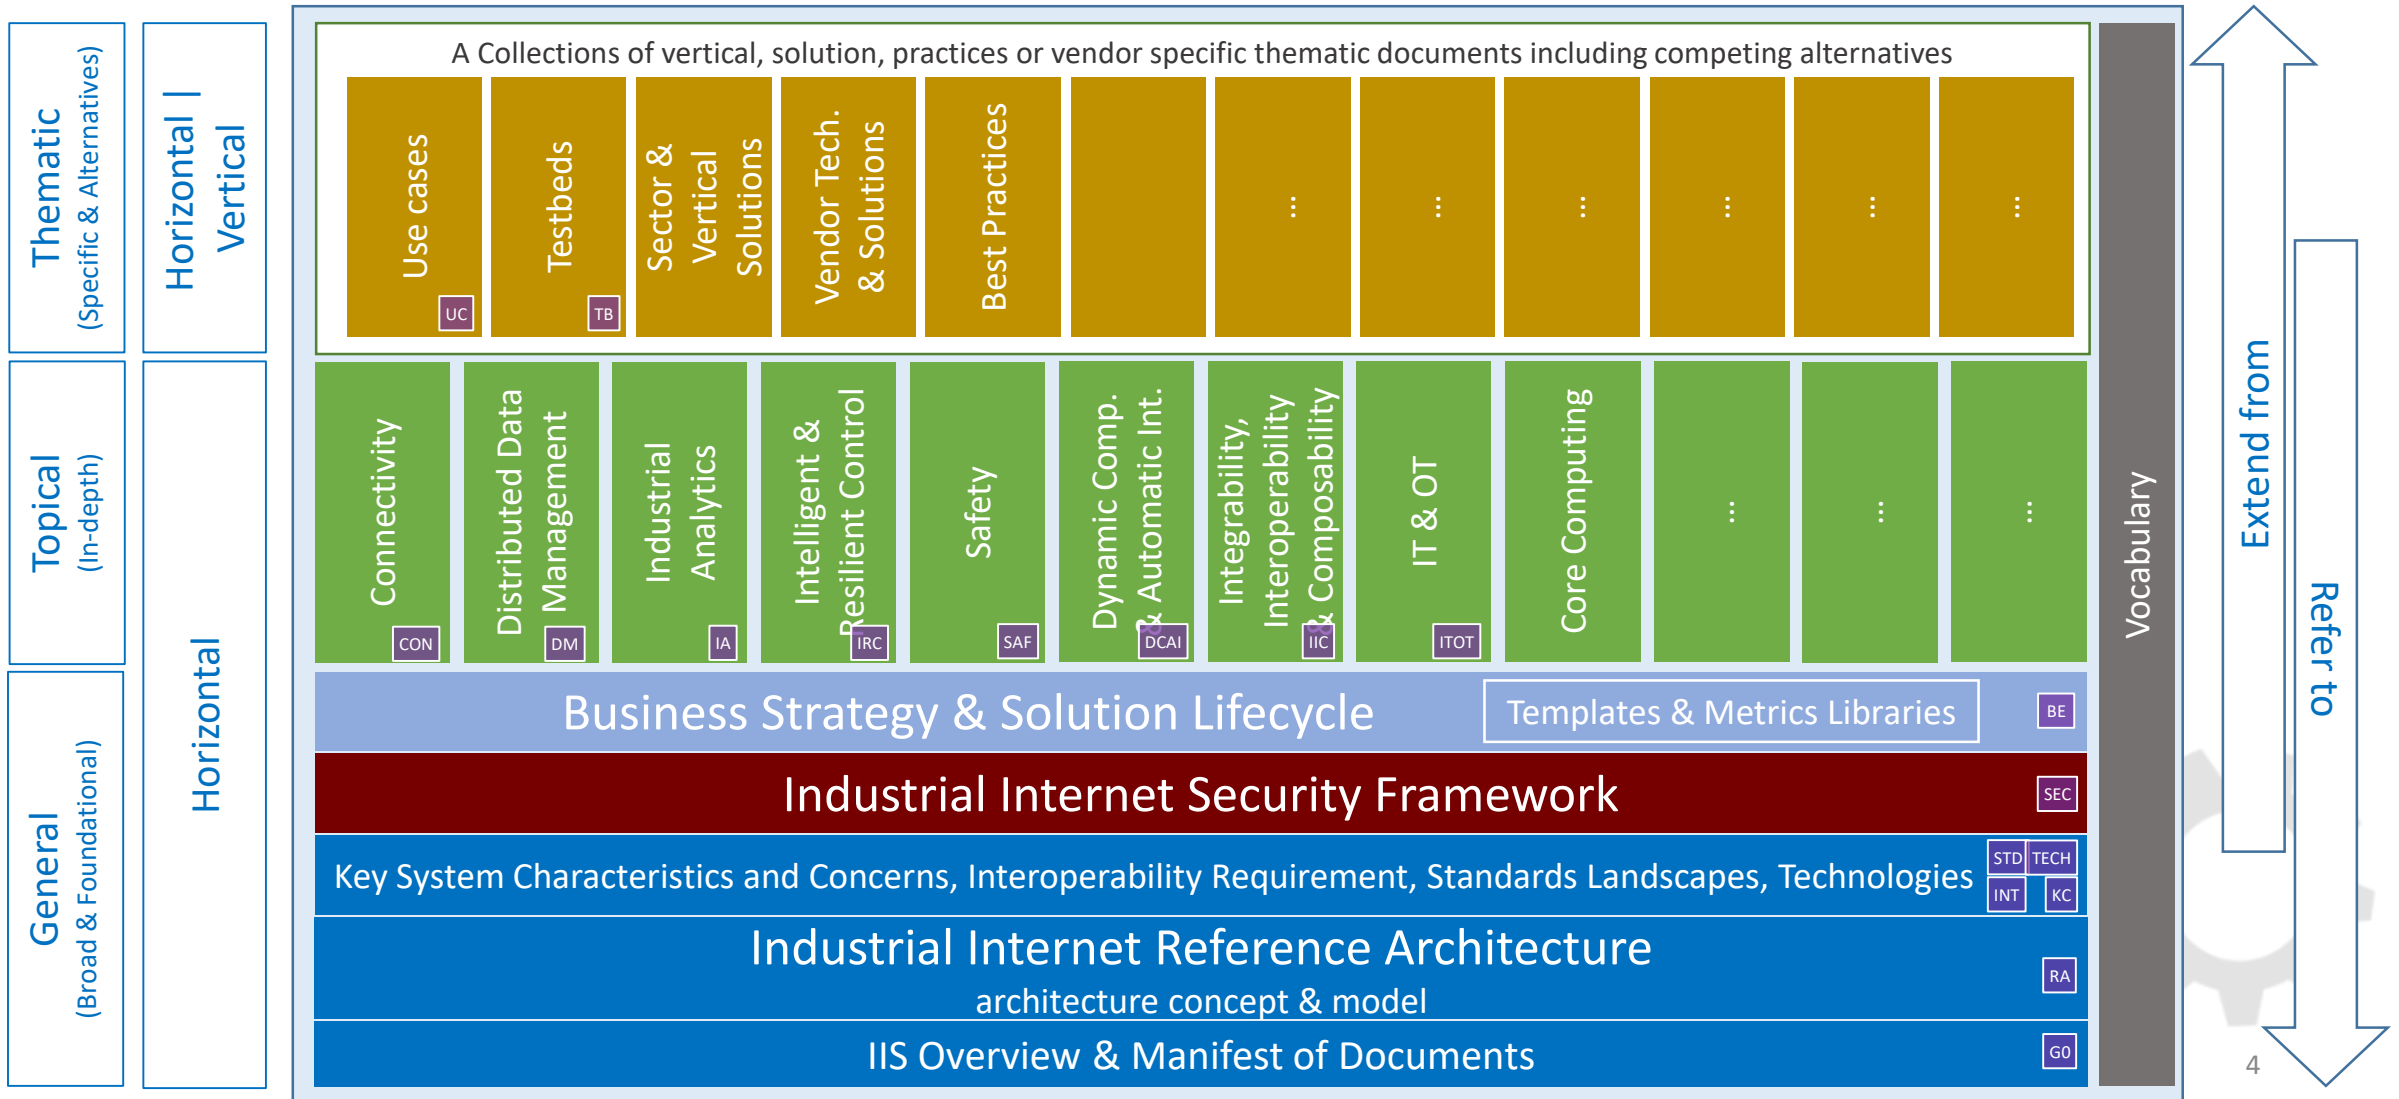 Thematic
(Specific & Alternatives)
Horizontal |
Vertical
A Collections of vertical, solution, practices or vendor specific thematic documents including competing alternatives
Use cases
UC
Testbeds
TB
Sector &
Vertical
Solutions
Vendor Tech.
& Solutions
Best Practices
...
...
...
...
...
...
Topical
(In-depth)
Horizontal
Connectivity
CON
Distributed Data
Management
DM
Industrial
Analytics
IA
Intelligent &
Resilient Control
IRC
Safety
SAF
Dynamic Comp.
& Automatic Int.
DCAI
Integrability,
Interoperability
& Composability
IIC
IT & OT
ITOT
Core Computing
...
...
...
General
(Broad & Foundational)
Business Strategy & Solution Lifecycle
Templates & Metrics Libraries
BE
Industrial Internet Security Framework
SEC
Key System Characteristics and Concerns, Interoperability Requirement, Standards Landscapes, Technologies
STD
TECH
INT
KC
Industrial Internet Reference Architecture
architecture concept & model
RA
IIS Overview & Manifest of Documents
G0
Vocabulary
Extend from
Refer to
4